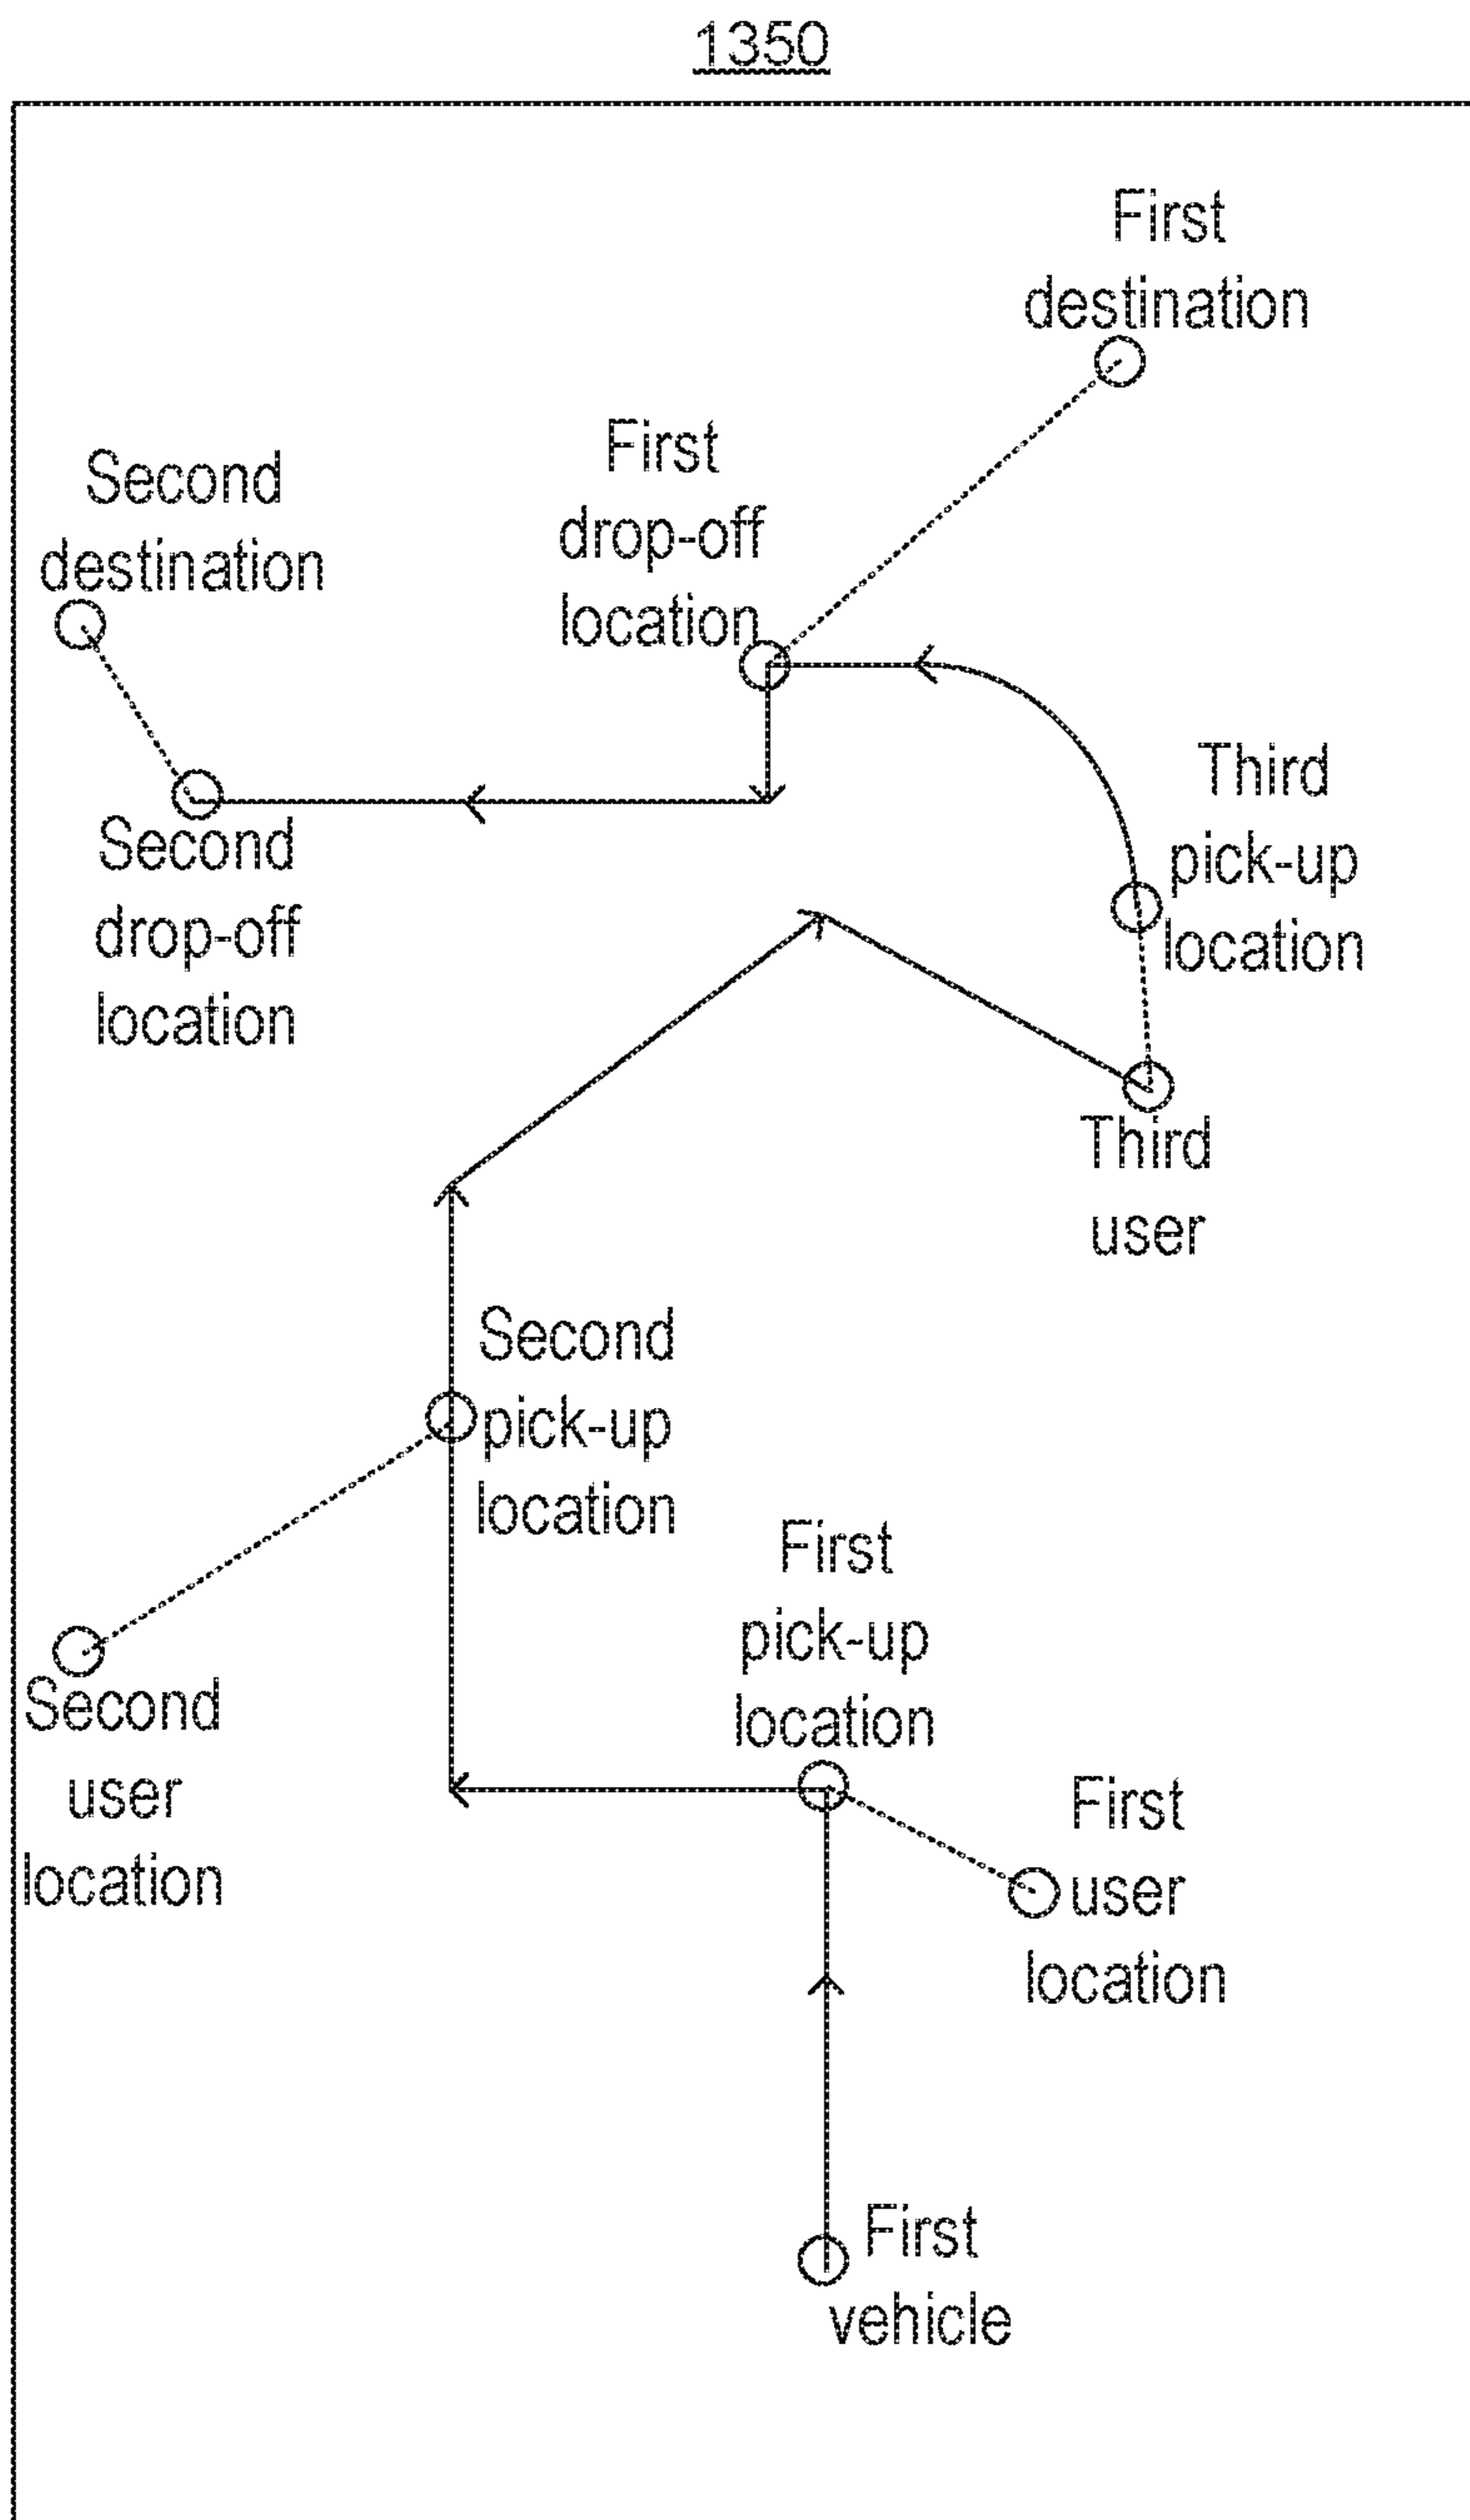 1350
First
destination
First
drop-off
location
Second
destination
Third
pick-up
location
Second
drop-off
location
Third
user
Second
pick-up
location
First
pick-up
location
Second
user
location
First
user
location
First
vehicle